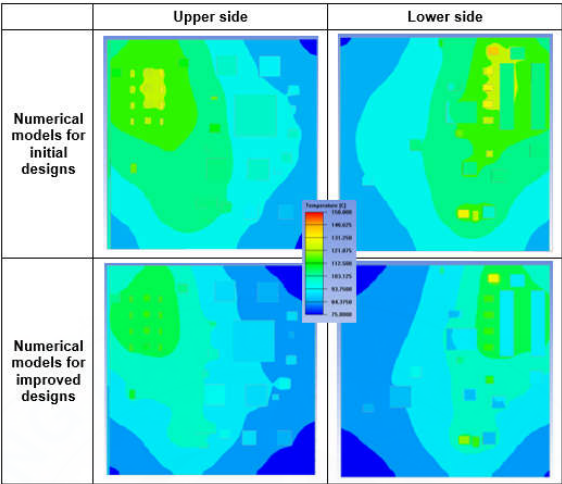 Upper side
Lower side
Numerical
models for
initial
designs
Temperature [C]
150.000
140.625
131.250
121.875
112.500
103.125
93.7500
84.3750
75.0000
Numerical
models for
improved
designs